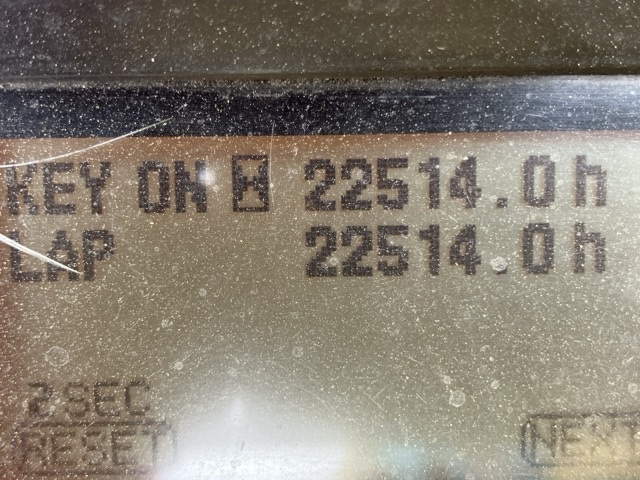 KEY ON 22514.0h
LAP 22514.0h
2 SEC
RESET
NEXT